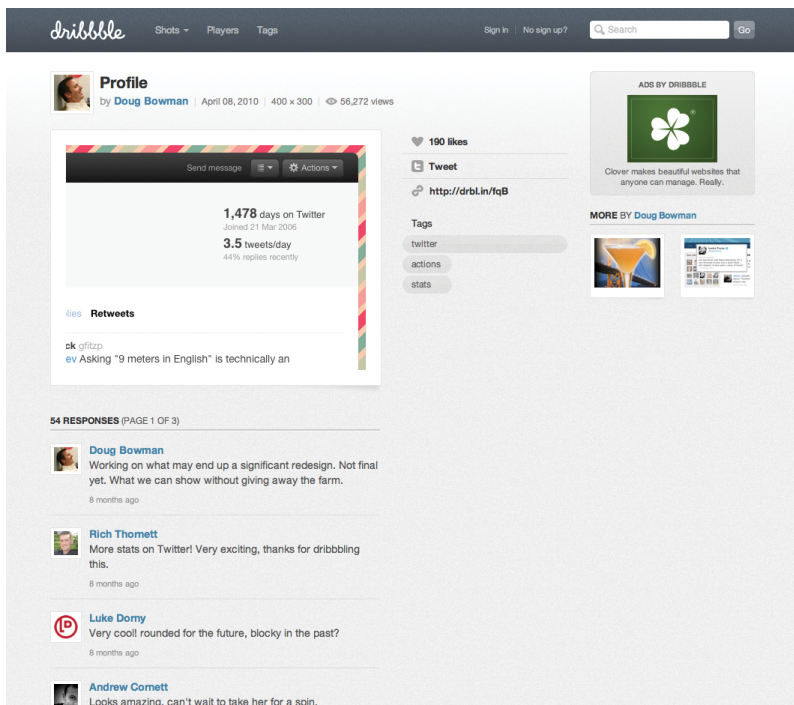 dribbble
Shots
Players
Tags
Sign in
No sign up?
Search
Go
Profile
by Doug Bowman
April 08, 2010
400 × 300
56,272 views
Send message
Actions
1,478 days on Twitter
Joined 21 Mar 2006
3.5 tweets/day
44% replies recently
lies Retweets
ck gfitzp
ev Asking "9 meters in English" is technically an
190 likes
Tweet
http://drbl.in/fqB
Tags
twitter
actions
stats
ADS BY DRIBBBLE
Clover makes beautiful websites that
anyone can manage. Really.
MORE BY Doug Bowman
54 RESPONSES (PAGE 1 OF 3)
Doug Bowman
Working on what may end up a significant redesign. Not final
yet. What we can show without giving away the farm.
8 months ago
Rich Thornett
More stats on Twitter! Very exciting, thanks for dribbbling
this.
8 months ago
Luke Dorny
Very cool! rounded for the future, blocky in the past?
8 months ago
Andrew Cornett
Looks amazing, can't wait to take her for a spin.